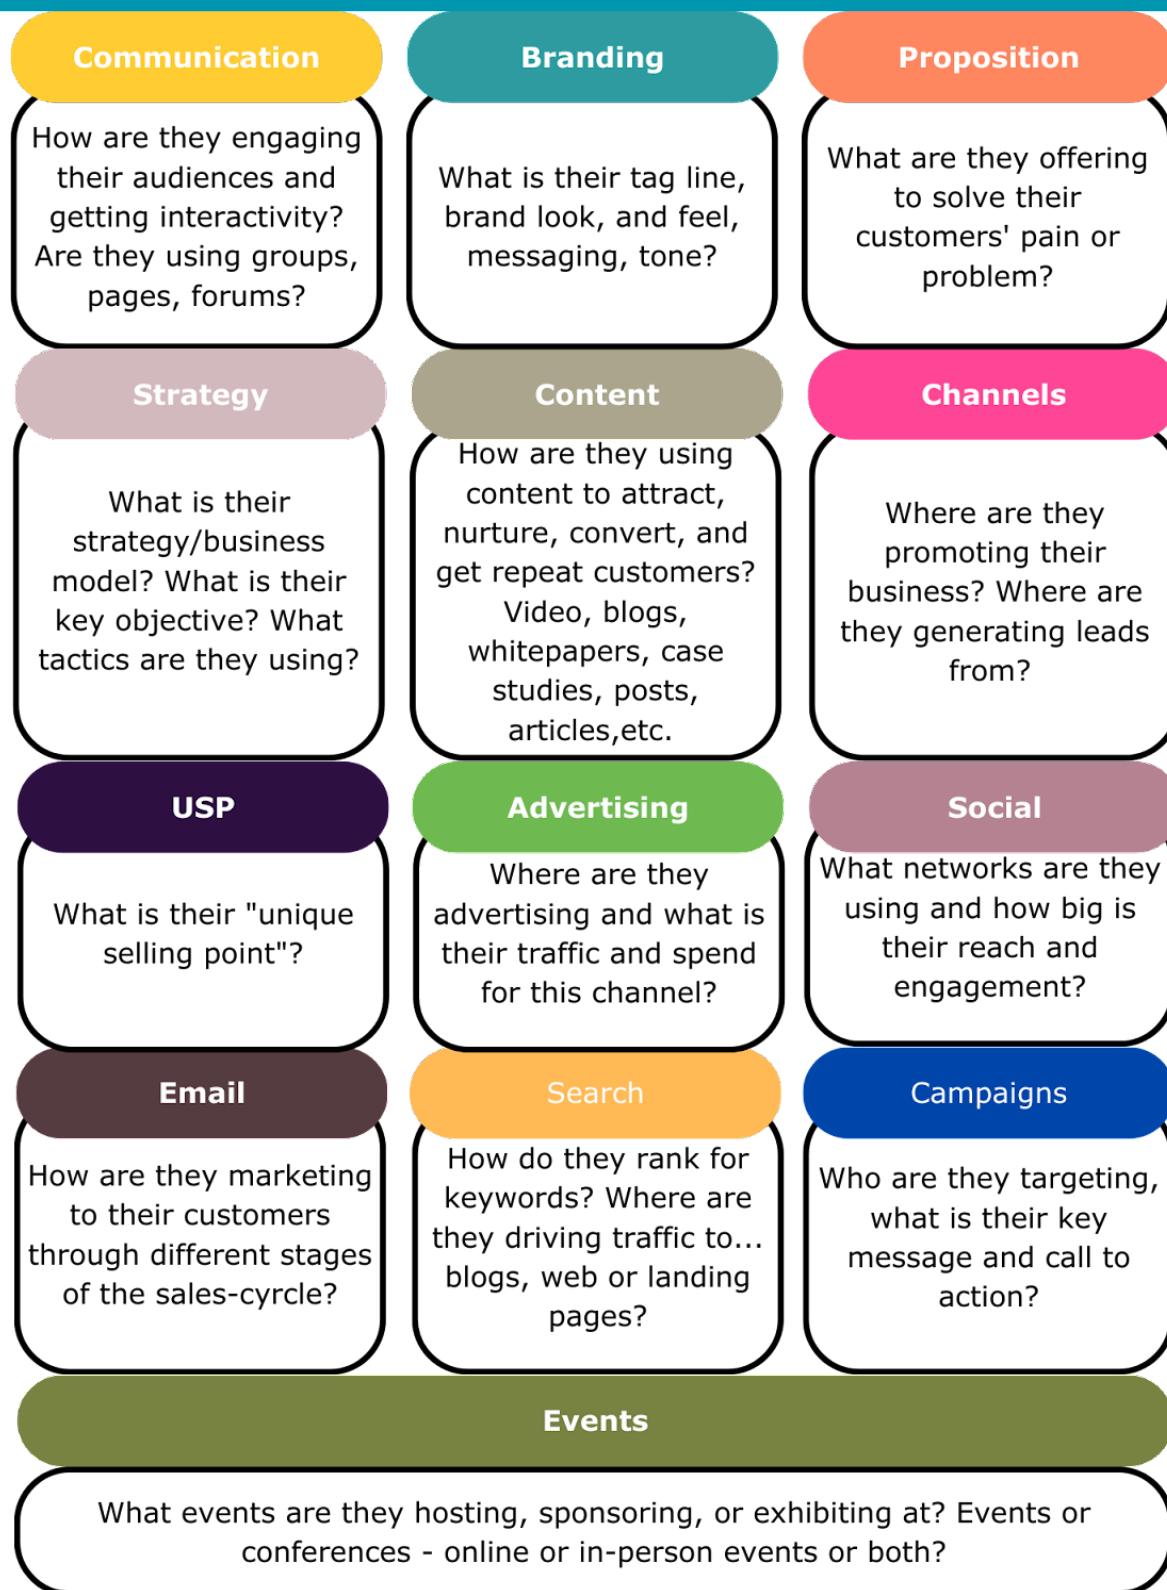 Communication
How are they engaging
their audiences and
getting interactivity?
Are they using groups,
pages, forums?
Branding
What is their tag line,
brand look, and feel,
messaging, tone?
Proposition
What are they offering
to solve their
customers' pain or
problem?
Strategy
What is their
strategy/business
model? What is their
key objective? What
tactics are they using?
Content
How are they using
content to attract,
nurture, convert, and
get repeat customers?
Video, blogs,
whitepapers, case
studies, posts,
articles,etc.
Channels
Where are they
promoting their
business? Where are
they generating leads
from?
USP
What is their "unique
selling point"?
Advertising
Where are they
advertising and what is
their traffic and spend
for this channel?
Social
What networks are they
using and how big is
their reach and
engagement?
Email
How are they marketing
to their customers
through different stages
of the sales-cyrcle?
Search
How do they rank for
keywords? Where are
they driving traffic to...
blogs, web or landing
pages?
Campaigns
Who are they targeting,
what is their key
message and call to
action?
Events
What events are they hosting, sponsoring, or exhibiting at? Events or
conferences - online or in-person events or both?